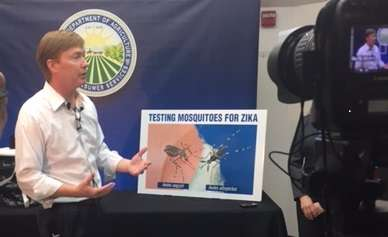 DEPARTMENT OF AGRICULTURE
CONSUMER SERVICES
TESTING MOSQUITOES FOR ZIKA
Aedes aegypti
Aedes albopictus